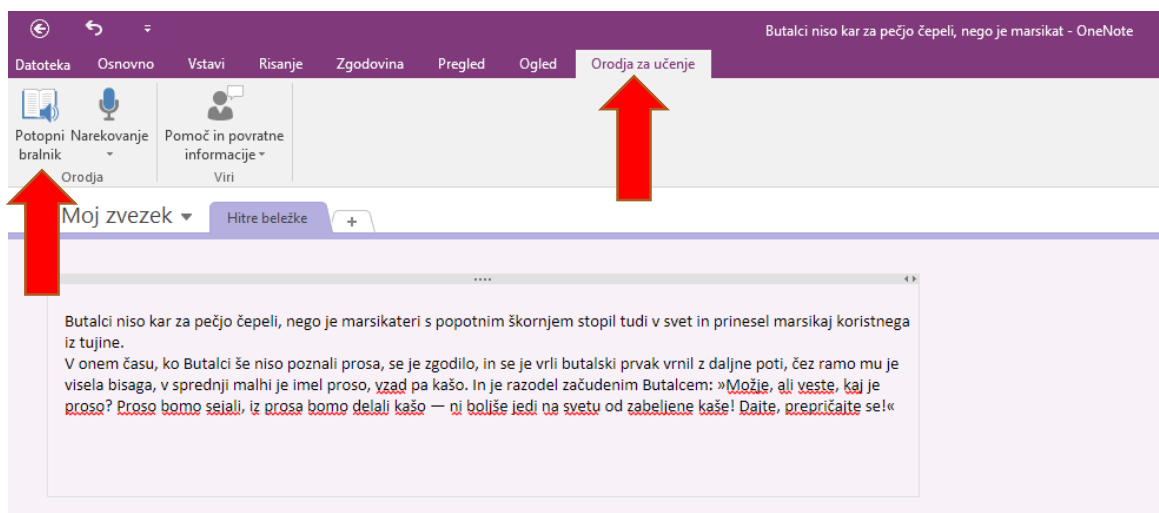 Butalci niso kar za pečjo čepeli, nego je marsikat - OneNote
Datoteka Osnovno Vstavi Risanje Zgodovina Pregled Ogled Orodja za učenje
Potopni bralnik
Narekovanje
Pomoč in povratne informacije
Orodja
Viri
Moj zvezek
Hitre beležke
+
Butalci niso kar za pečjo čepeli, nego je marsikateri s popotnim škornjem stopil tudi v svet in prinesel marsikaj koristnega
iz tujine.
V onem času, ko Butalci še niso poznali prosa, se je zgodilo, in se je vrli butalski prvak vrnil z daljne poti, čez ramo mu je
visela bisaga, v sprednji malhi je imel proso, vzad pa kašo. In je razodel začudenim Butalcem: »Možje, ali veste, kaj je
proso? Proso bomo sejali, iz prosa bomo delali kašo — ni boljše jedi na svetu od zabeljene kaše! Dajte, prepričajte se!«